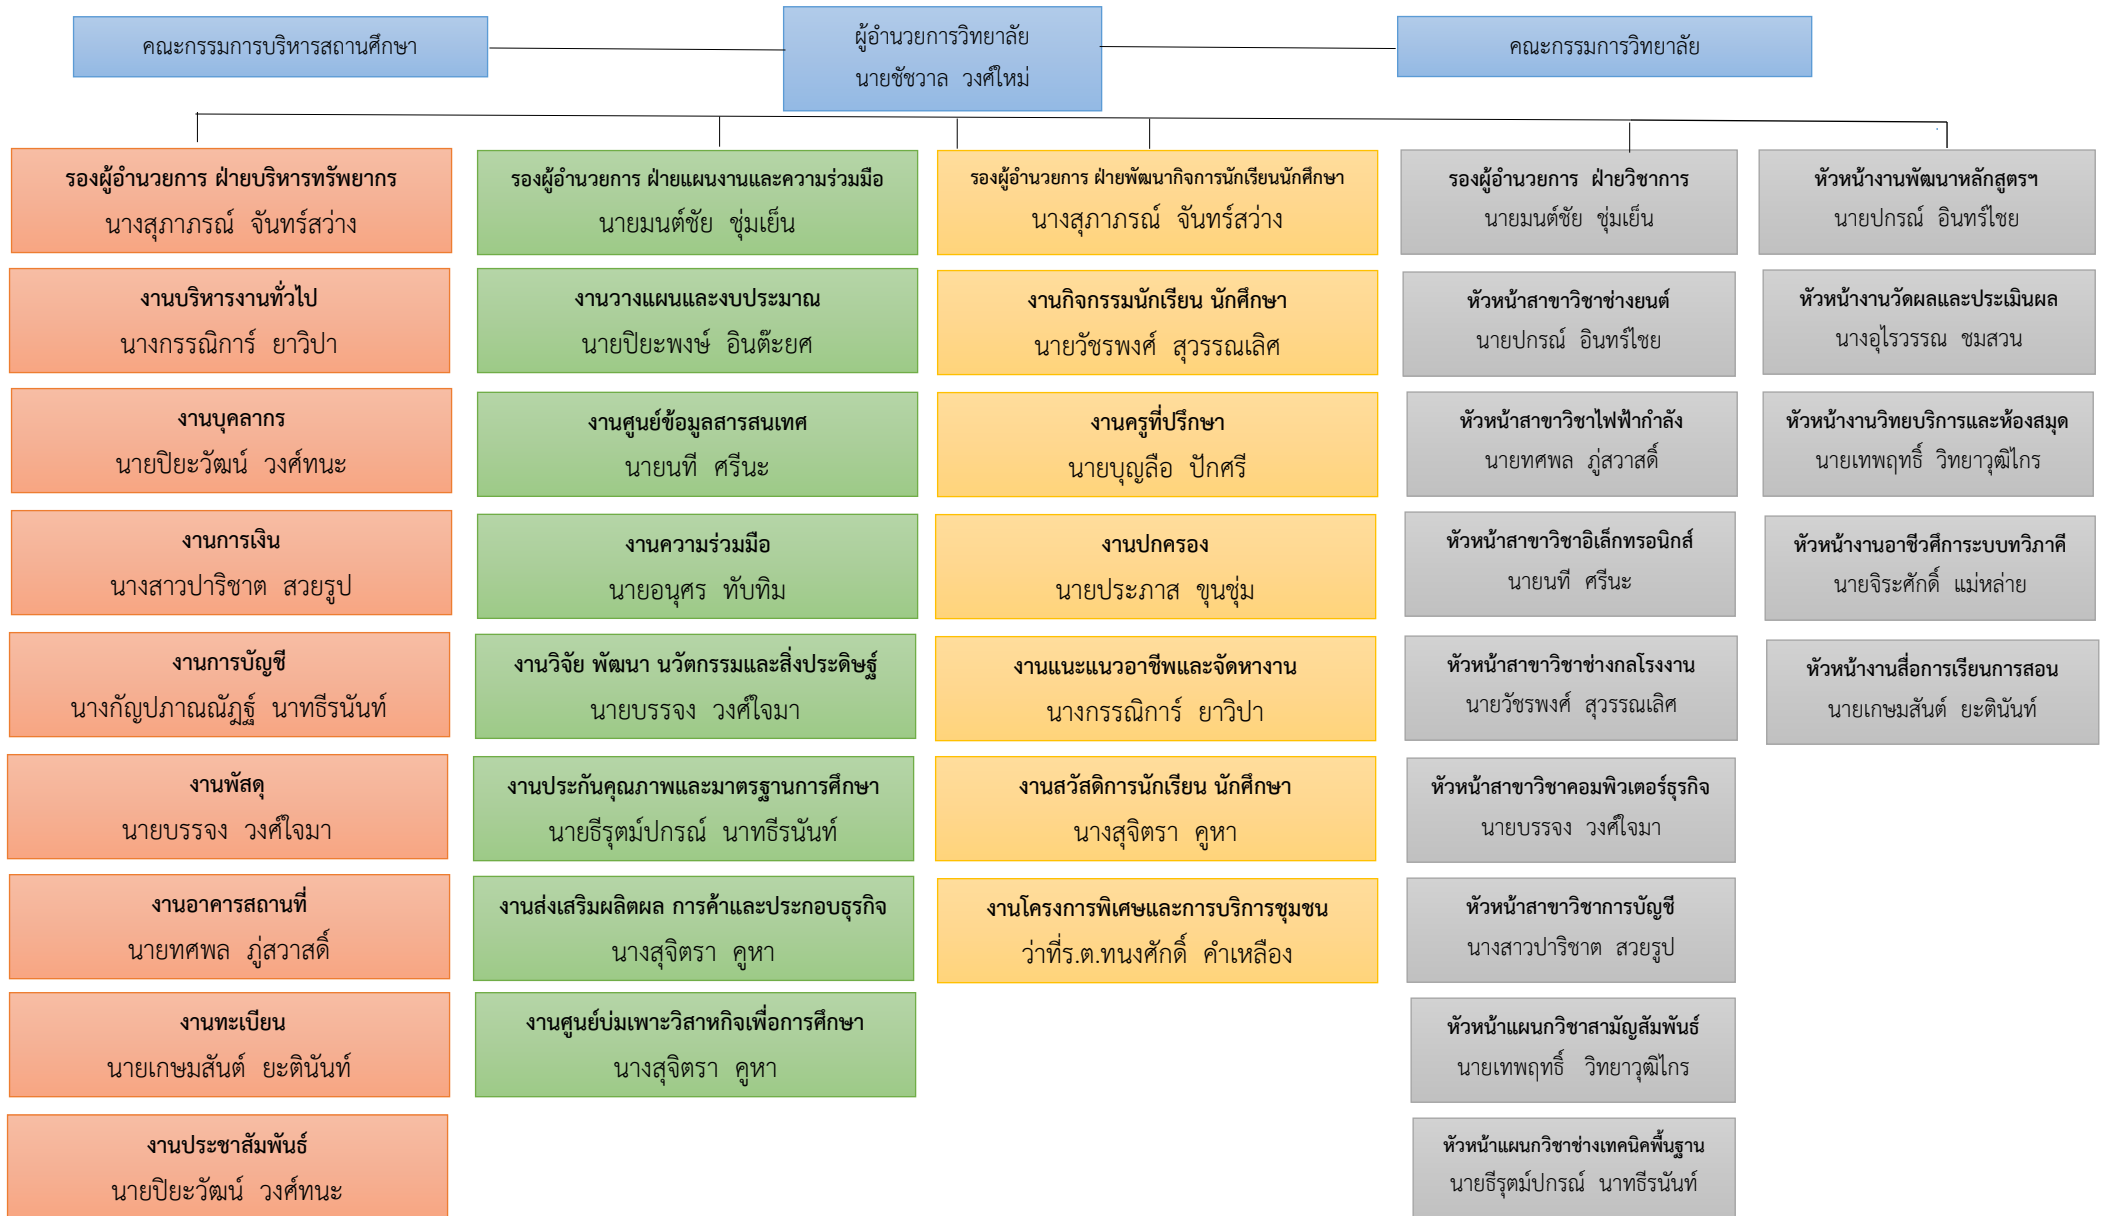 คณะกรรมการบริหารสถานศึกษา
ผู้อำนวยการวิทยาลัย
นายชัชวาล วงศ์ใหม่
คณะกรรมการวิทยาลัย
รองผู้อำนวยการ ฝ่ายบริหารทรัพยากร
นางสุภาภรณ์ จันทร์สว่าง
งานบริหารงานทั่วไป
นางกรรณิการ์ ยาวิปา
งานบุคลากร
นายปิยะวัฒน์ วงศ์ทนะ
งานการเงิน
นางสาวปาริชาต สวยรูป
งานการบัญชี
นางกัญปภาณณัฏฐ์ นาทธีรนันท์
งานพัสดุ
นายบรรจง วงศ์ใจมา
งานอาคารสถานที่
นายทศพล ภู่สวาสดิ์
งานทะเบียน
นายเกษมสันต์ ยะตินันท์
งานประชาสัมพันธ์
นายปิยะวัฒน์ วงศ์ทนะ
รองผู้อำนวยการ ฝ่ายแผนงานและความร่วมมือ
นายมนต์ชัย ชุ่มเย็น
งานวางแผนและงบประมาณ
นายปิยะพงษ์ อินต๊ะยศ
งานศูนย์ข้อมูลสารสนเทศ
นายนที ศรีนะ
งานความร่วมมือ
นายอนุศร ทับทิม
งานวิจัย พัฒนา นวัตกรรมและสิ่งประดิษฐ์
นายบรรจง วงศ์ใจมา
งานประกันคุณภาพและมาตรฐานการศึกษา
นายธีรุตม์ปกรณ์ นาทธีรนันท์
งานส่งเสริมผลิตผล การค้าและประกอบธุรกิจ
นางสุจิตรา คูหา
งานศูนย์บ่มเพาะวิสาหกิจเพื่อการศึกษา
นางสุจิตรา คูหา
รองผู้อำนวยการ ฝ่ายพัฒนากิจการนักเรียนนักศึกษา
นางสุภาภรณ์ จันทร์สว่าง
งานกิจกรรมนักเรียน นักศึกษา
นายวัชรพงศ์ สุวรรณเลิศ
งานครูที่ปรึกษา
นายบุญลือ ปักศรี
งานปกครอง
นายประภาส ขุนชุ่ม
งานแนะแนวอาชีพและจัดหางาน
นางกรรณิการ์ ยาวิปา
งานสวัสดิการนักเรียน นักศึกษา
นางสุจิตรา คูหา
งานโครงการพิเศษและการบริการชุมชน
ว่าที่ร.ต.ทนงศักดิ์ คำเหลือง
รองผู้อำนวยการ ฝ่ายวิชาการ
นายมนต์ชัย ชุ่มเย็น
หัวหน้าสาขาวิชาช่างยนต์
นายปกรณ์ อินทร์ไชย
หัวหน้าสาขาวิชาไฟฟ้ากำลัง
นายทศพล ภู่สวาสดิ์
หัวหน้าสาขาวิชาอิเล็กทรอนิกส์
นายนที ศรีนะ
หัวหน้าสาขาวิชาช่างกลโรงงาน
นายวัชรพงศ์ สุวรรณเลิศ
หัวหน้าสาขาวิชาคอมพิวเตอร์ธุรกิจ
นายบรรจง วงศ์ใจมา
หัวหน้าสาขาวิชาการบัญชี
นางสาวปาริชาต สวยรูป
หัวหน้าแผนกวิชาสามัญสัมพันธ์
นายเทพฤทธิ์ วิทยาวุฒิไกร
หัวหน้าแผนกวิชาช่างเทคนิคพื้นฐาน
นายธีรุตม์ปกรณ์ นาทธีรนันท์
หัวหน้างานพัฒนาหลักสูตรฯ
นายปกรณ์ อินทร์ไชย
หัวหน้างานวัดผลและประเมินผล
นางอุไรวรรณ ชมสวน
หัวหน้างานวิทยบริการและห้องสมุด
นายเทพฤทธิ์ วิทยาวุฒิไกร
หัวหน้างานอาชีวศึการะบบทวิภาคี
นายจิระศักดิ์ แม่หล่าย
หัวหน้างานสื่อการเรียนการสอน
นายเกษมสันต์ ยะตินันท์